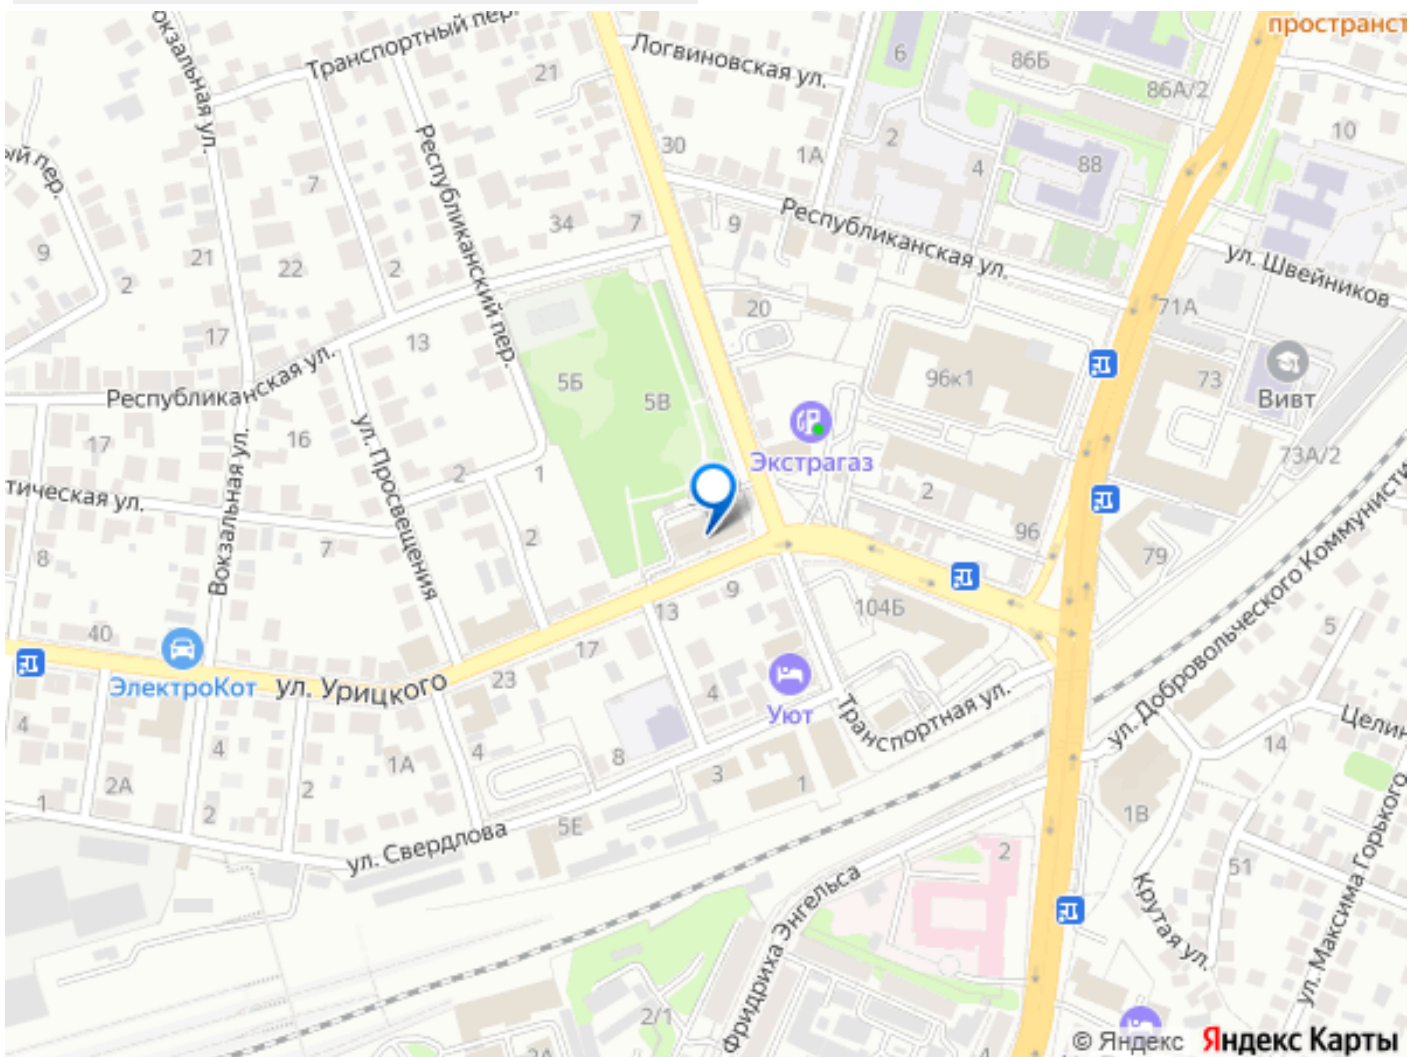 пространст
Вокзальная ул.
Транспортный пер.
Логвиновская ул.
6
86Б
86А/2
21
10
30
1А
2
4
88
ый пер.
7
Республиканский пер.
34
7
9
Республиканская ул.
ул. Швейников
9
21
22
2
2
20
71А
17
13
96к1
73
Вивт
Республиканская ул.
5Б
5В
17
16
ул. Просвещения
Экстрагаз
73А/2
тическая ул.
Вокзальная ул.
2
1
2
96
79
8
7
2
ул. Добровольческого Коммунисти
40
13
9
104Б
5
ЭлектроКот
ул. Урицкого
17
23
4
Уют
Транспортная ул.
Целин
14
4
4
1А
8
3
1
2А
2
2
1
5Е
1В
ул. Свердлова
2
51
Фридриха Энгельса
Крутая ул.
ул. Максима Горького
2/1
2А
© Яндекс Яндекс Карты